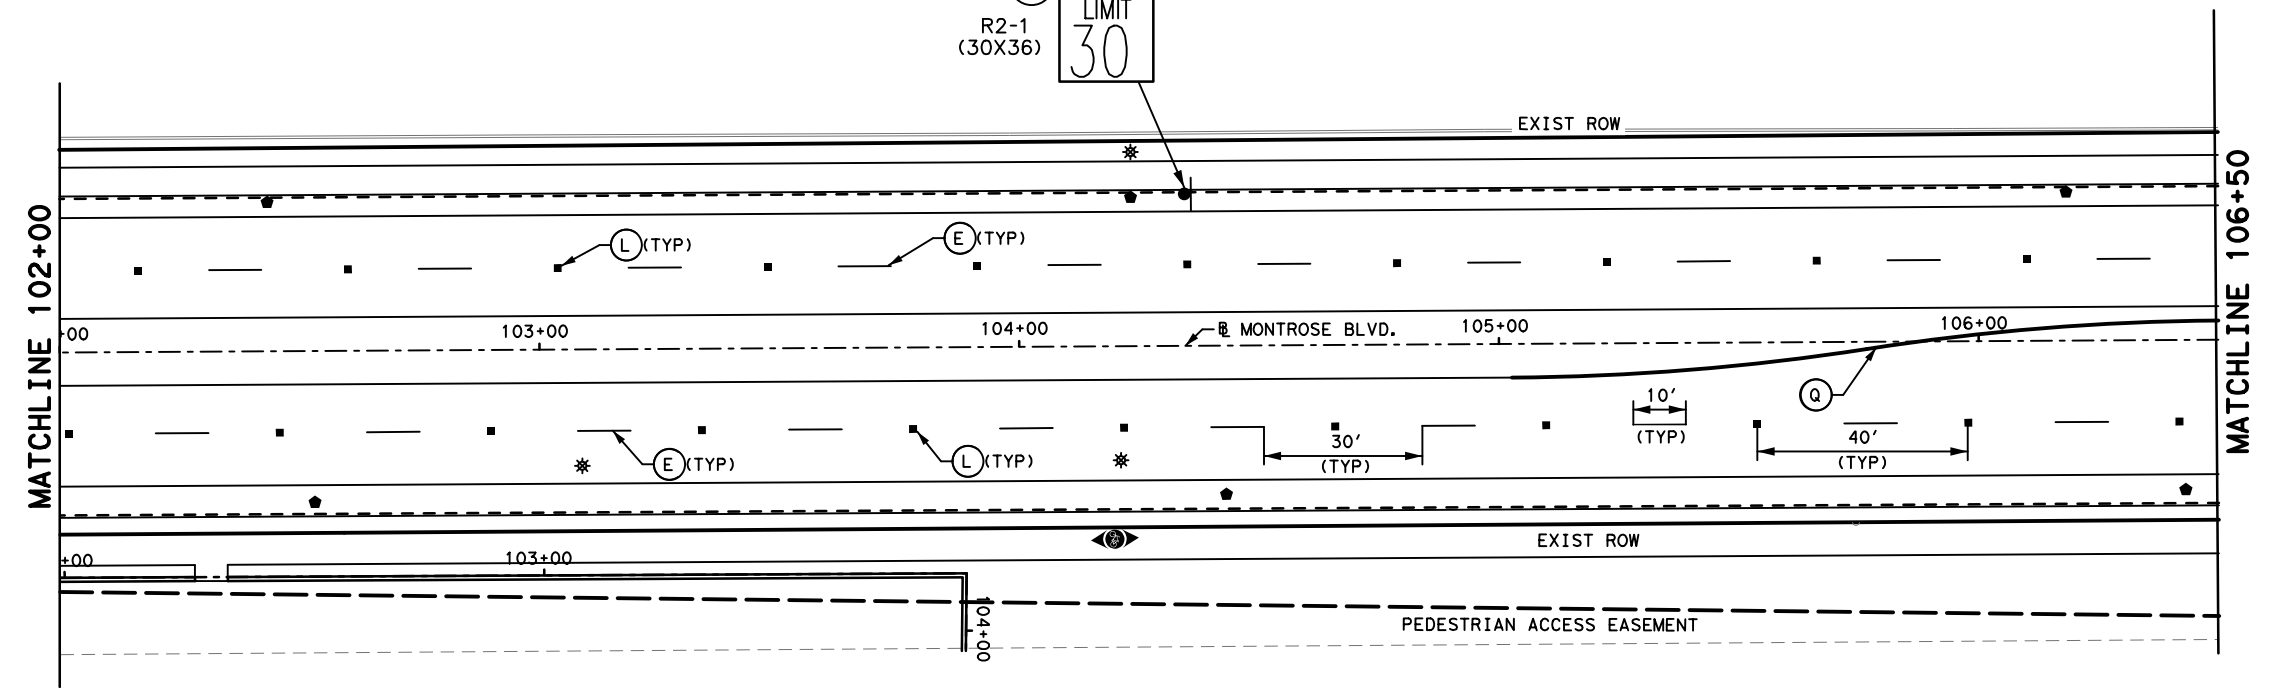 LIMIT
30
R2-1
(30X36)
EXIST ROW
L (TYP)
E (TYP)
MATCHLINE 102+00
MATCHLINE 106+50
+00
103+00
104+00
105+00
106+00
BL MONTROSE BLVD.
Q
10'
(TYP)
30'
(TYP)
40'
(TYP)
E (TYP)
L (TYP)
EXIST ROW
+00
103+00
104+00
PEDESTRIAN ACCESS EASEMENT